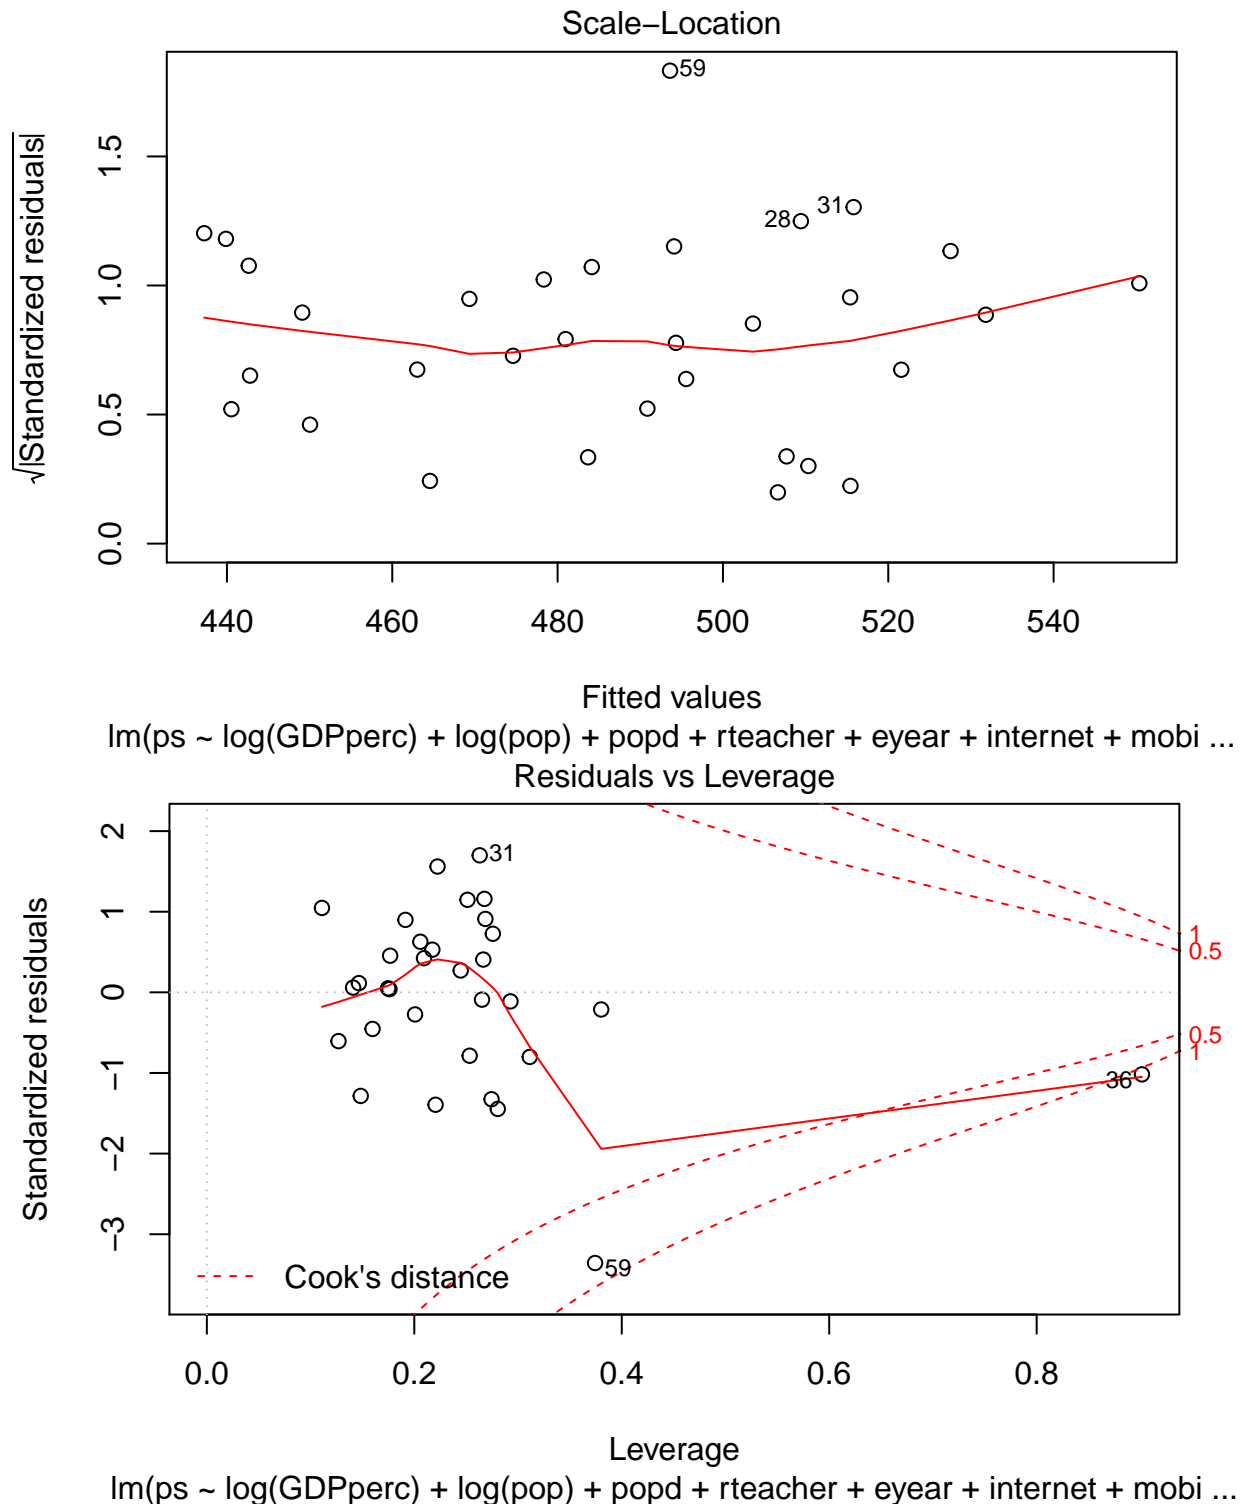 Scale−Location
√|Standardized residuals|
0.0 0.5 1.0 1.5
59
28 31
440 460 480 500 520 540
Fitted values
lm(ps ~ log(GDPperc) + log(pop) + popd + rteacher + eyear + internet + mobi ...
Residuals vs Leverage
Standardized residuals
−3 −2 −1 0 1 2
31
1
0.5
0.5
1
36
59
Cook's distance
0.0 0.2 0.4 0.6 0.8
Leverage
lm(ps ~ log(GDPperc) + log(pop) + popd + rteacher + eyear + internet + mobi ...